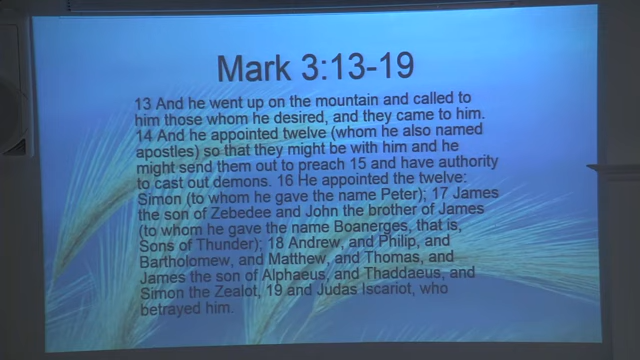 Mark 3:13-19
13 And he went up on the mountain and called to
him those whom he desired, and they came to him.
14 And he appointed twelve (whom he also named
apostles) so that they might be with him and he
might send them out to preach 15 and have authority
to cast out demons. 16 He appointed the twelve:
Simon (to whom he gave the name Peter); 17 James
the son of Zebedee and John the brother of James
(to whom he gave the name Boanerges, that is,
Sons of Thunder); 18 Andrew, and Philip, and
Bartholomew, and Matthew, and Thomas, and
James the son of Alphaeus, and Thaddaeus, and
Simon the Zealot, 19 and Judas Iscariot, who
betrayed him.